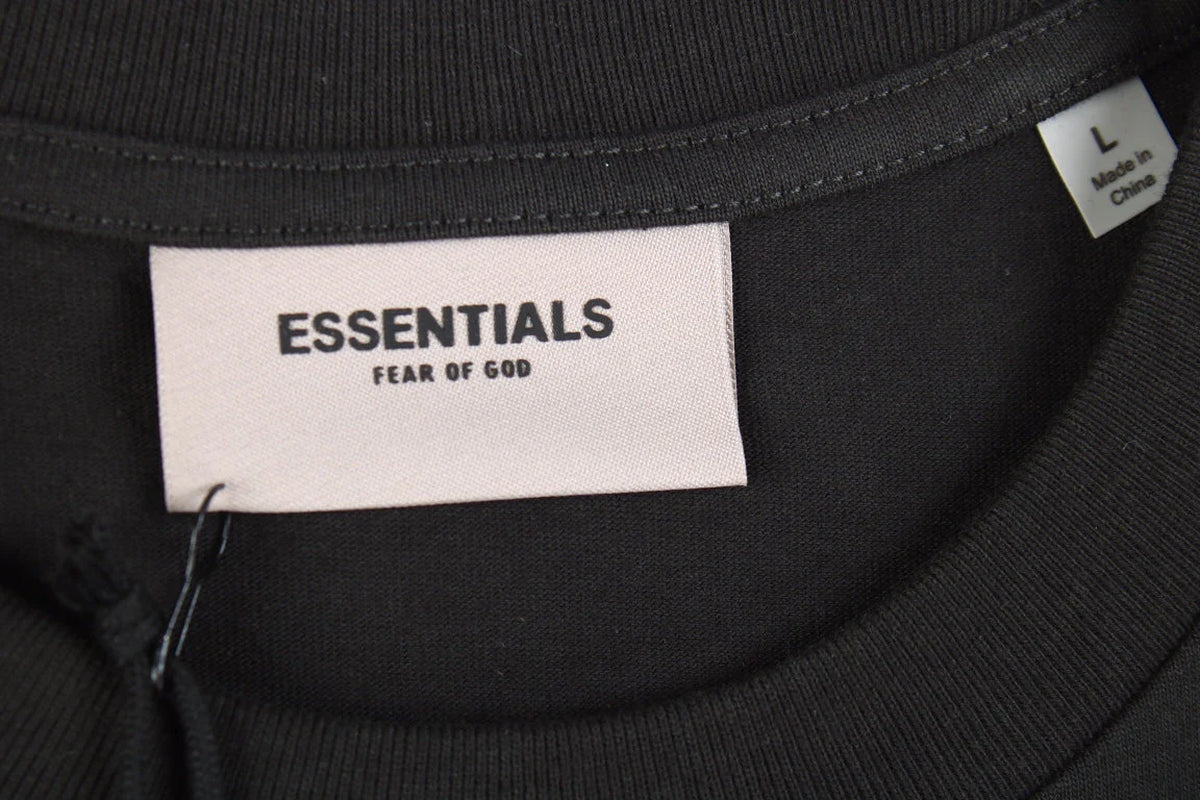 ESSENTIALS
FEAR OF GOD
L
Made in
China